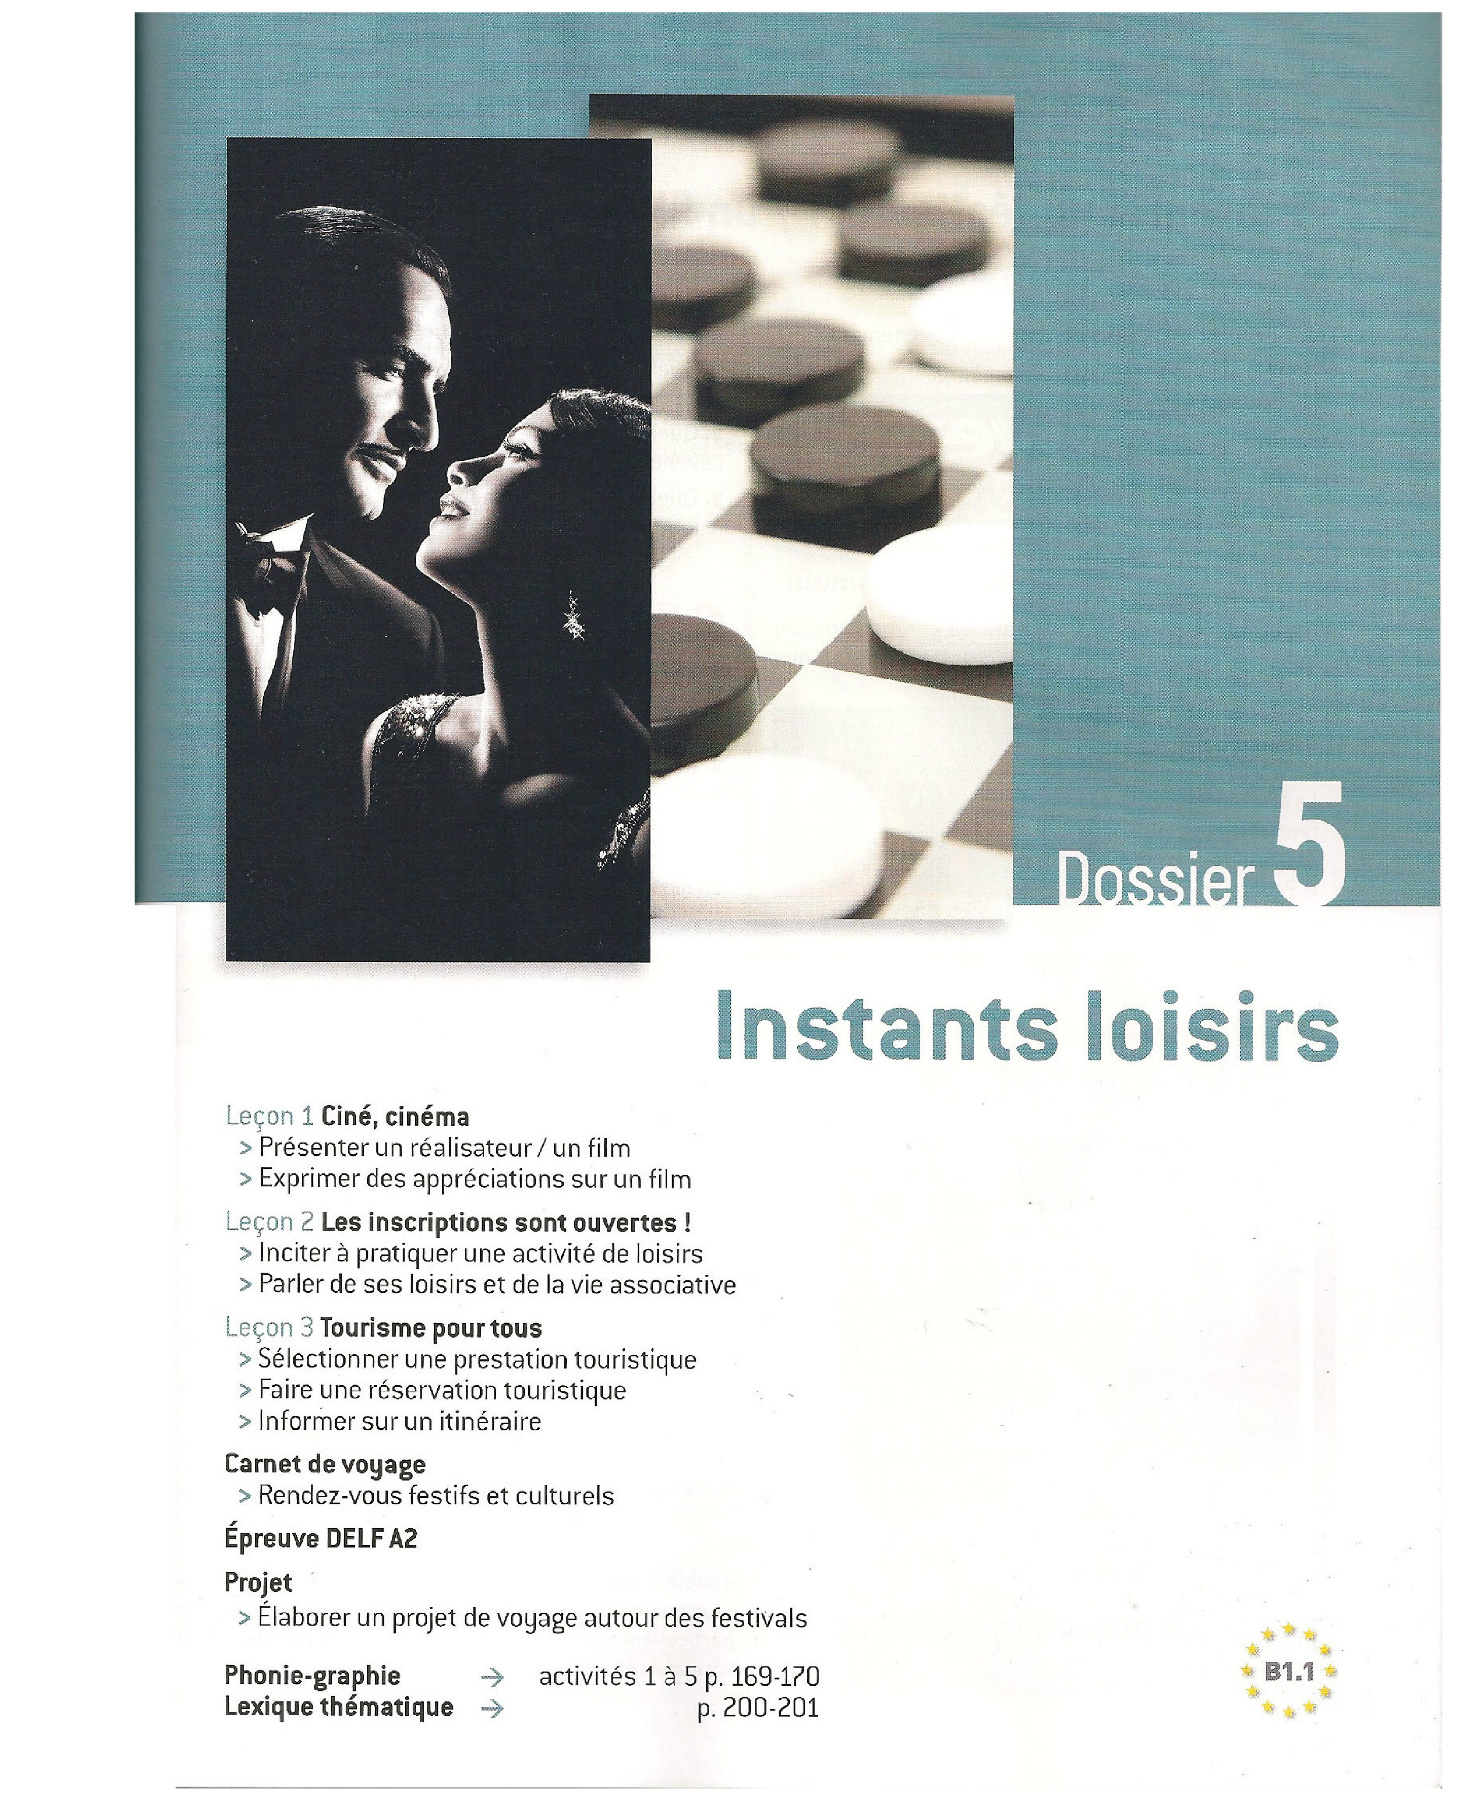 Dossier 5
Instants loisirs
Leçon 1 Ciné, cinéma
> Présenter un réalisateur / un film
> Exprimer des appréciations sur un film
Leçon 2 Les inscriptions sont ouvertes !
> Inciter à pratiquer une activité de loisirs
> Parler de ses loisirs et de la vie associative
Leçon 3 Tourisme pour tous
> Sélectionner une prestation touristique
> Faire une réservation touristique
> Informer sur un itinéraire
Carnet de voyage
> Rendez-vous festifs et culturels
Épreuve DELF A2
Projet
> Élaborer un projet de voyage autour des festivals
Phonie-graphie → activités 1 à 5 p. 169-170
Lexique thématique → p. 200-201
B1.1